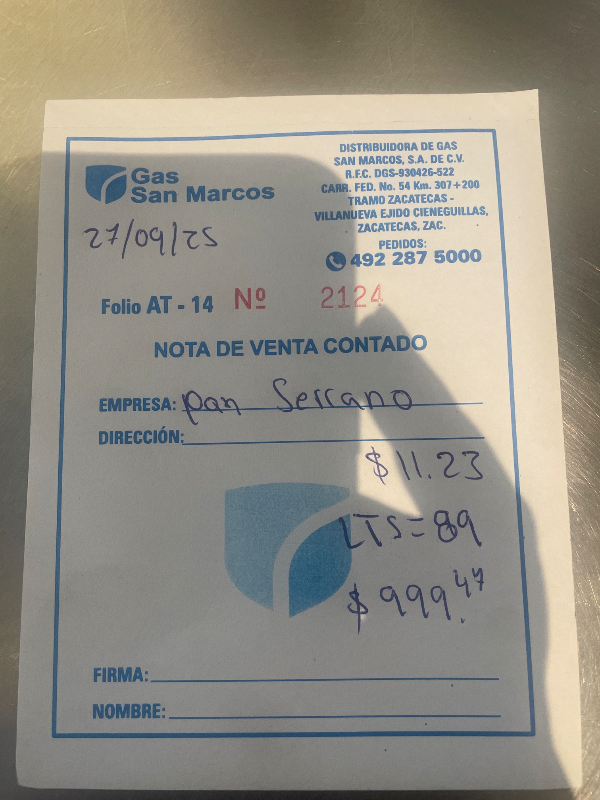 Gas
San Marcos
DISTRIBUIDORA DE GAS
SAN MARCOS, S.A. DE C.V.
R.F.C. DGS-930426-522
CARR. FED. No. 54 Km. 307+200
TRAMO ZACATECAS -
VILLANUEVA EJIDO CIENEGUILLAS,
ZACATECAS, ZAC.
PEDIDOS:
492 287 5000
27/09/25
Folio AT - 14 Nº 2124
NOTA DE VENTA CONTADO
EMPRESA: pan Serrano
DIRECCIÓN:
$11.23
LTS=89
$999.47
FIRMA:
NOMBRE: